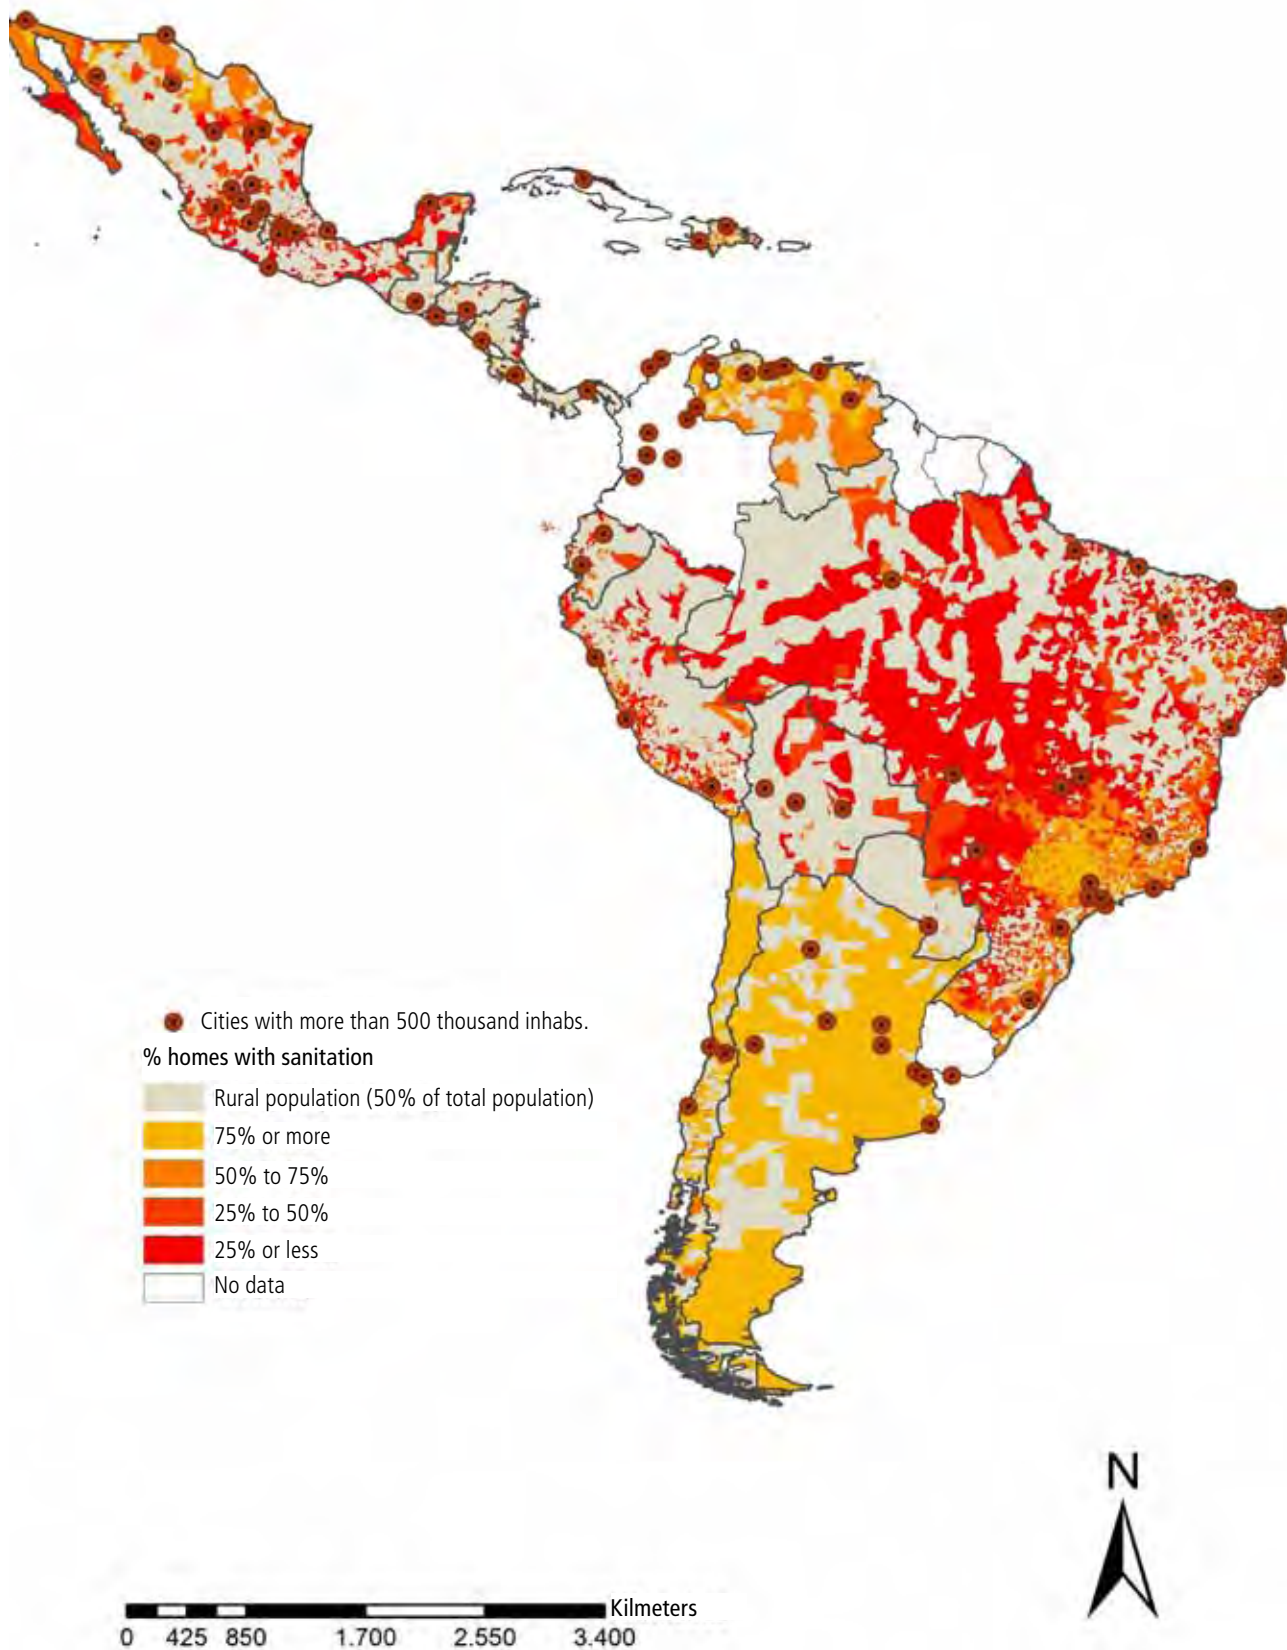 Cities with more than 500 thousand inhabs.
% homes with sanitation
Rural population (50% of total population)
75% or more
50% to 75%
25% to 50%
25% or less
No data
N
Kilmeters
0 425 850 1.700 2.550 3.400